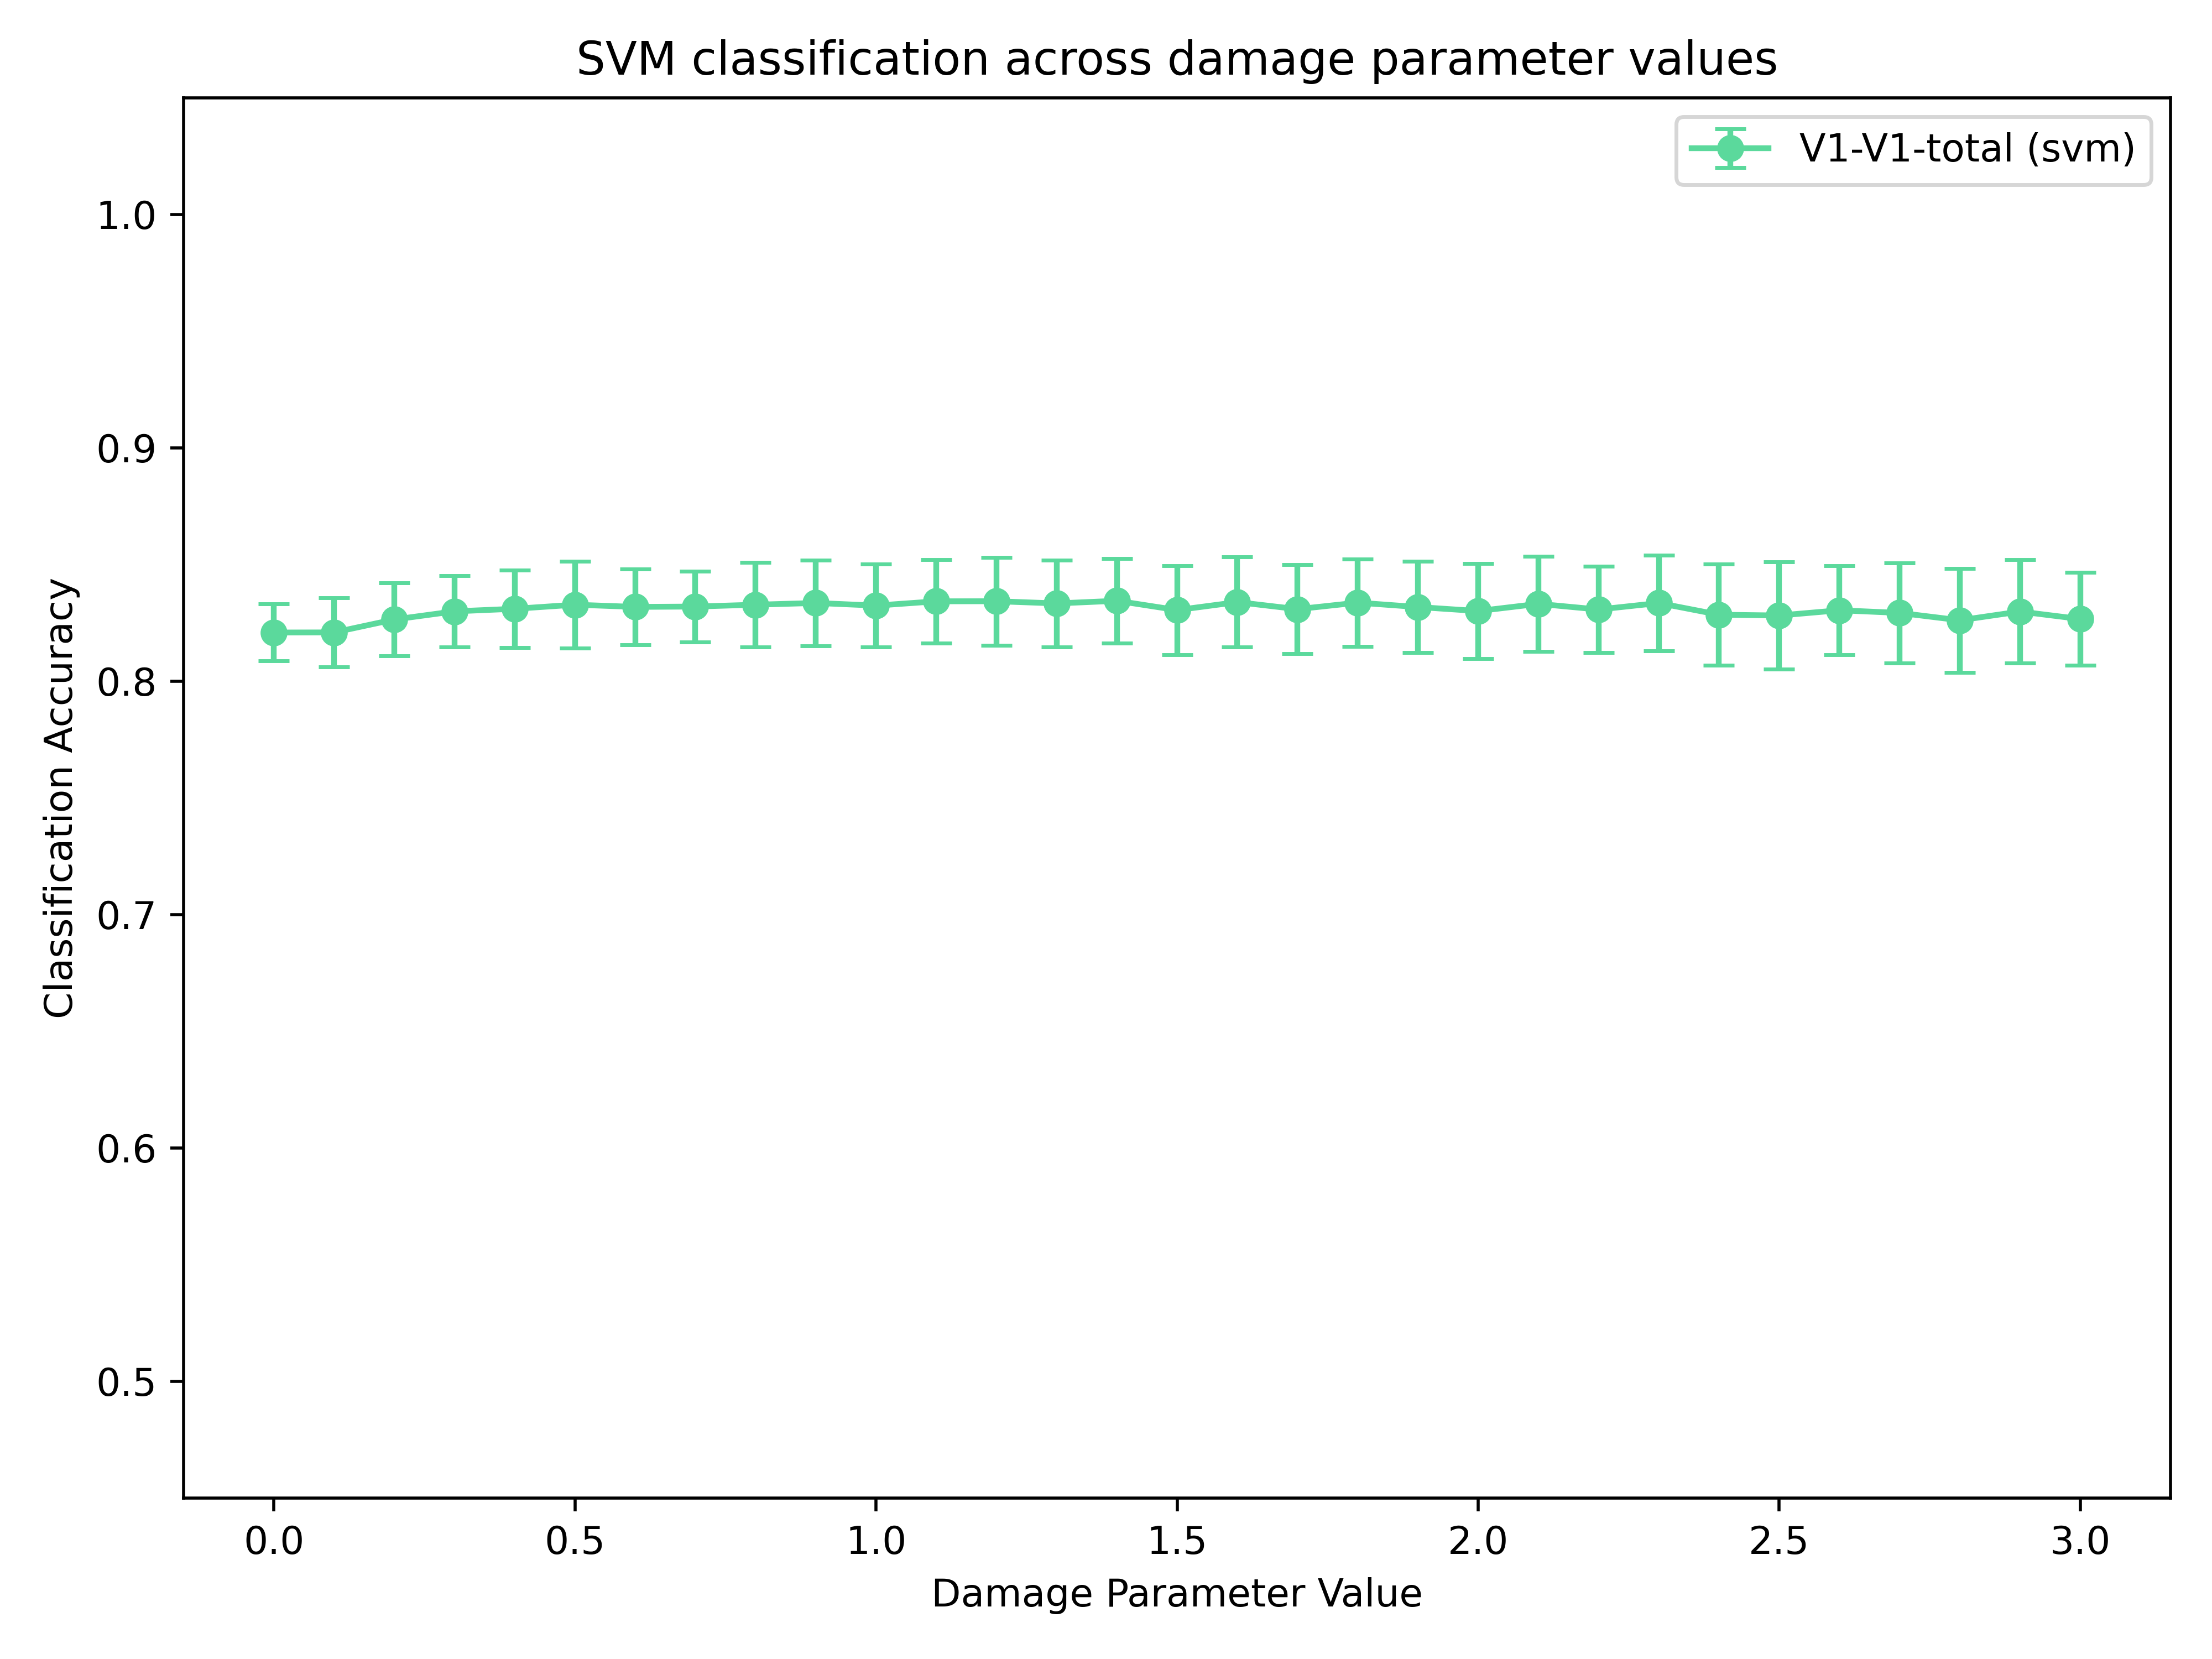 SVM classification across damage parameter values
V1-V1-total (svm)
1.0
0.9
0.8
0.7
0.6
0.5
Classification Accuracy
0.0 0.5 1.0 1.5 2.0 2.5 3.0
Damage Parameter Value